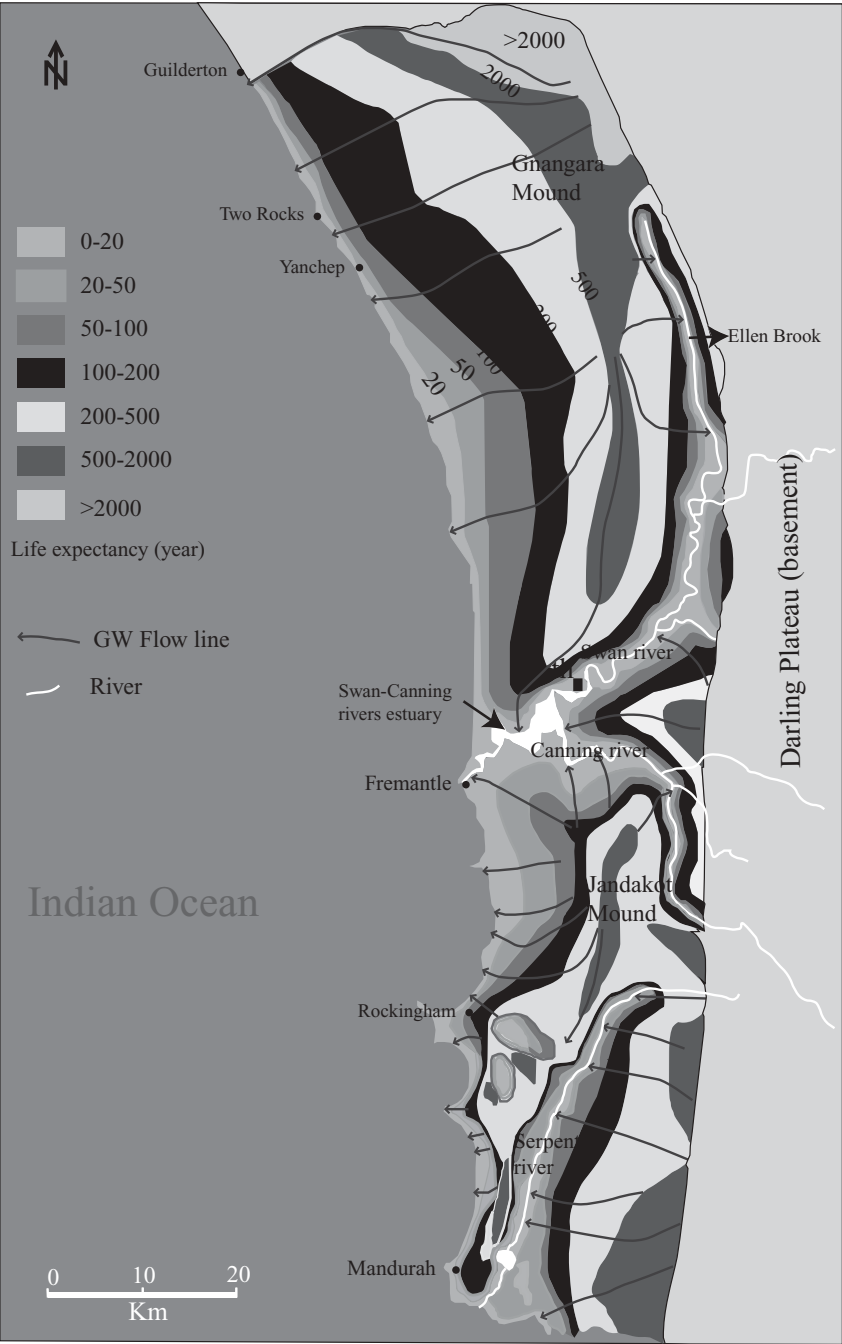 N
>2000
Guilderton
2000
Gnangara
Mound
Two Rocks
0-20
Yanchep
20-50
500
50-100
200
Ellen Brook
100
100-200
50
20
200-500
500-2000
>2000
Life expectancy (year)
Darling Plateau (basement)
GW Flow line
Swan river
River
Swan-Canning
rivers estuary
Canning river
Fremantle
Jandakot
Mound
Indian Ocean
Rockingham
Serpent
river
Mandurah
0 10 20
Km